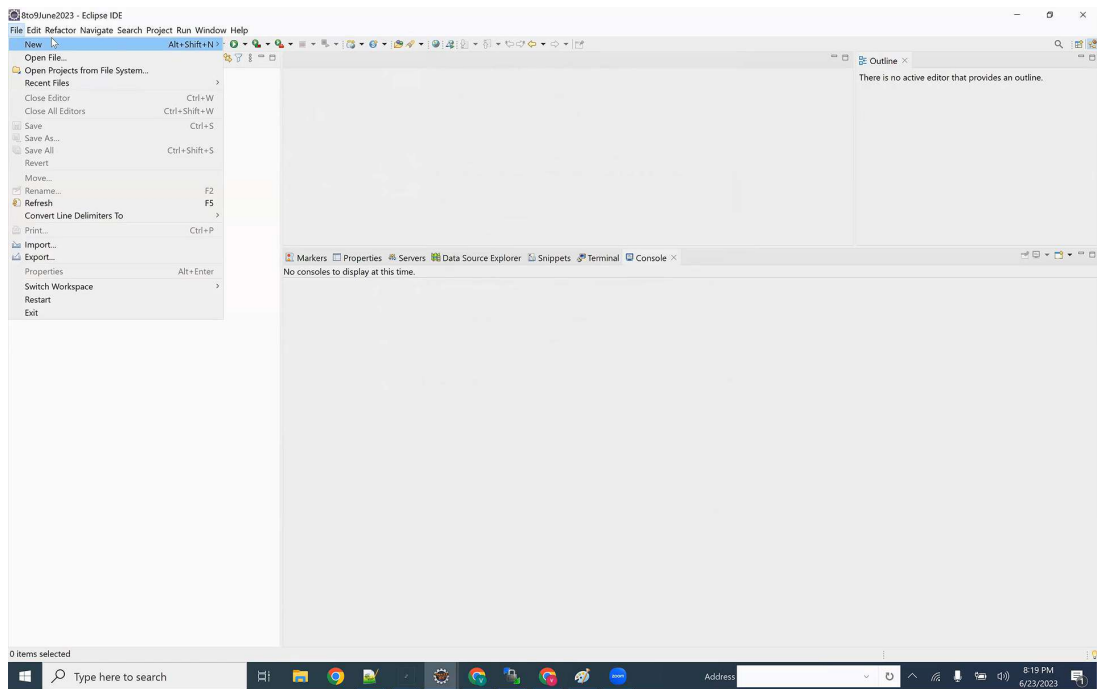 8to9June2023 - Eclipse IDE
File Edit Refactor Navigate Search Project Run Window Help
New Alt+Shift+N >
Open File...
Open Projects from File System...
Recent Files >
Close Editor Ctrl+W
Close All Editors Ctrl+Shift+W
Save Ctrl+S
Save As...
Save All Ctrl+Shift+S
Revert
Move...
Rename... F2
Refresh F5
Convert Line Delimiters To >
Print... Ctrl+P
Import...
Export...
Properties Alt+Enter
Switch Workspace >
Restart
Exit
Outline
There is no active editor that provides an outline.
Markers Properties Servers Data Source Explorer Snippets Terminal Console
No consoles to display at this time.
0 items selected
Type here to search
zoom
Address
8:19 PM
6/23/2023